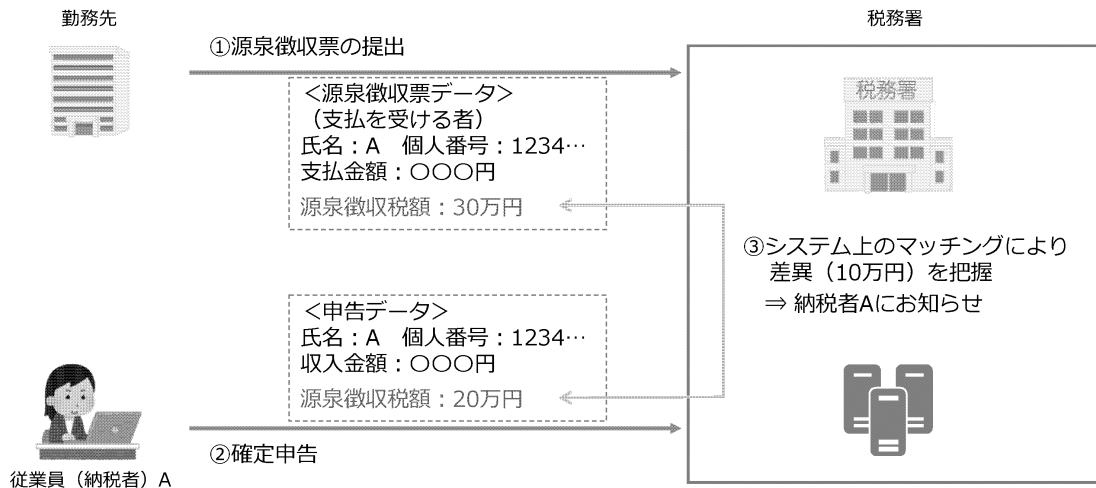 勤務先
税務署
①源泉徴収票の提出
<源泉徴収票データ>
(支払を受ける者)
氏名:A 個人番号:1234…
支払金額:〇〇〇円
源泉徴収税額:30万円
税務署
③システム上のマッチングにより
差異(10万円)を把握
⇒ 納税者Aにお知らせ
<申告データ>
氏名:A 個人番号:1234…
収入金額:〇〇〇円
源泉徴収税額:20万円
②確定申告
従業員(納税者)A